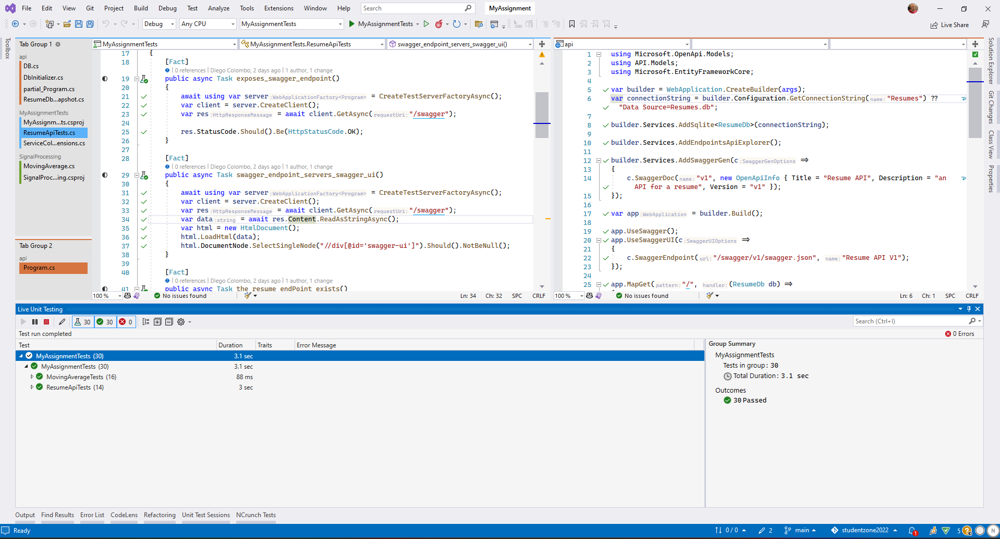 File Edit View Git Project Build Debug Test Analyze Tools Extensions Window Help Search MyAssignment
Debug Any CPU MyAssignmentTests MyAssignmentTests Live Share
Toolbox
Tab Group 1
api
DB.cs
DbInitializer.cs
partial_Program.cs
ResumeDb...apshot.cs
MyAssignmentTests
MyAssignm...ts.csproj
ResumeApiTests.cs
ServiceCol...ensions.cs
SignalProcessing
MovingAverage.cs
SignalProc...ing.csproj
Tab Group 2
api
Program.cs
MyAssignmentTests MyAssignmentTests.ResumeApiTests swagger_endpoint_servers_swagger_ui()
17 {
18 [Fact]
0 references | Diego Colombo, 2 days ago | 1 author, 1 change
19 public async Task exposes_swagger_endpoint()
20 {
21 await using var server :WebApplicationFactory<Program> = CreateTestServerFactoryAsync();
22 var client = server.CreateClient();
23 var res :HttpResponseMessage = await client.GetAsync( requestUri: "/swagger");
24
25 res.StatusCode.Should().Be(HttpStatusCode.OK);
26 }
27
28 [Fact]
0 references | Diego Colombo, 2 days ago | 1 author, 1 change
29 public async Task swagger_endpoint_servers_swagger_ui()
30 {
31 await using var server :WebApplicationFactory<Program> = CreateTestServerFactoryAsync();
32 var client = server.CreateClient();
33 var res :HttpResponseMessage = await client.GetAsync( requestUri: "/swagger");
34 var data :string = await res.Content.ReadAsStringAsync();
35 var html = new HtmlDocument();
36 html.LoadHtml(data);
37 html.DocumentNode.SelectSingleNode("//div[@id='swagger-ui']").Should().NotBeNull();
38 }
39
40 [Fact]
0 references | Diego Colombo, 2 days ago | 1 author, 1 change
41 public async Task the_resume_endPoint_exists()
100 % No issues found Ln: 34 Ch: 32 SPC CRLF
api
1 using Microsoft.OpenApi.Models;
2 using API.Models;
3 using Microsoft.EntityFrameworkCore;
4
5 var builder = WebApplication.CreateBuilder(args);
6 var connectionString = builder.Configuration.GetConnectionString( name: "Resumes") ??
"Data Source=Resumes.db";
7
8 builder.Services.AddSqlite<ResumeDb>(connectionString);
9
10 builder.Services.AddEndpointsApiExplorer();
11
12 builder.Services.AddSwaggerGen(c :SwaggerGenOptions =>
13 {
14 c.SwaggerDoc( name: "v1", new OpenApiInfo { Title = "Resume API", Description = "an
API for a resume", Version = "v1" });
15 });
16
17 var app :WebApplication = builder.Build();
18
19 app.UseSwagger();
20 app.UseSwaggerUI(c :SwaggerUIOptions =>
21 {
22 c.SwaggerEndpoint( url: "/swagger/v1/swagger.json", name: "Resume API V1");
23 });
24
25 app.MapGet( pattern: "/", handler: (ResumeDb db) =>
100 % No issues found Ln: 6 Ch: 1 SPC CRLF
Solution Explorer
Git Changes
Class View
Properties
Live Unit Testing
30 30 0 Search (Ctrl+I)
Test run completed 0 Errors
Test Duration Traits Error Message
MyAssignmentTests (30) 3.1 sec
MyAssignmentTests (30) 3.1 sec
MovingAverageTests (16) 88 ms
ResumeApiTests (14) 3 sec
Group Summary
MyAssignmentTests
Tests in group: 30
Total Duration: 3.1 sec
Outcomes
30 Passed
Output Find Results Error List CodeLens Refactoring Unit Test Sessions NCrunch Tests
Ready 0 / 0 2 main studentzone2022 1 5 ? N